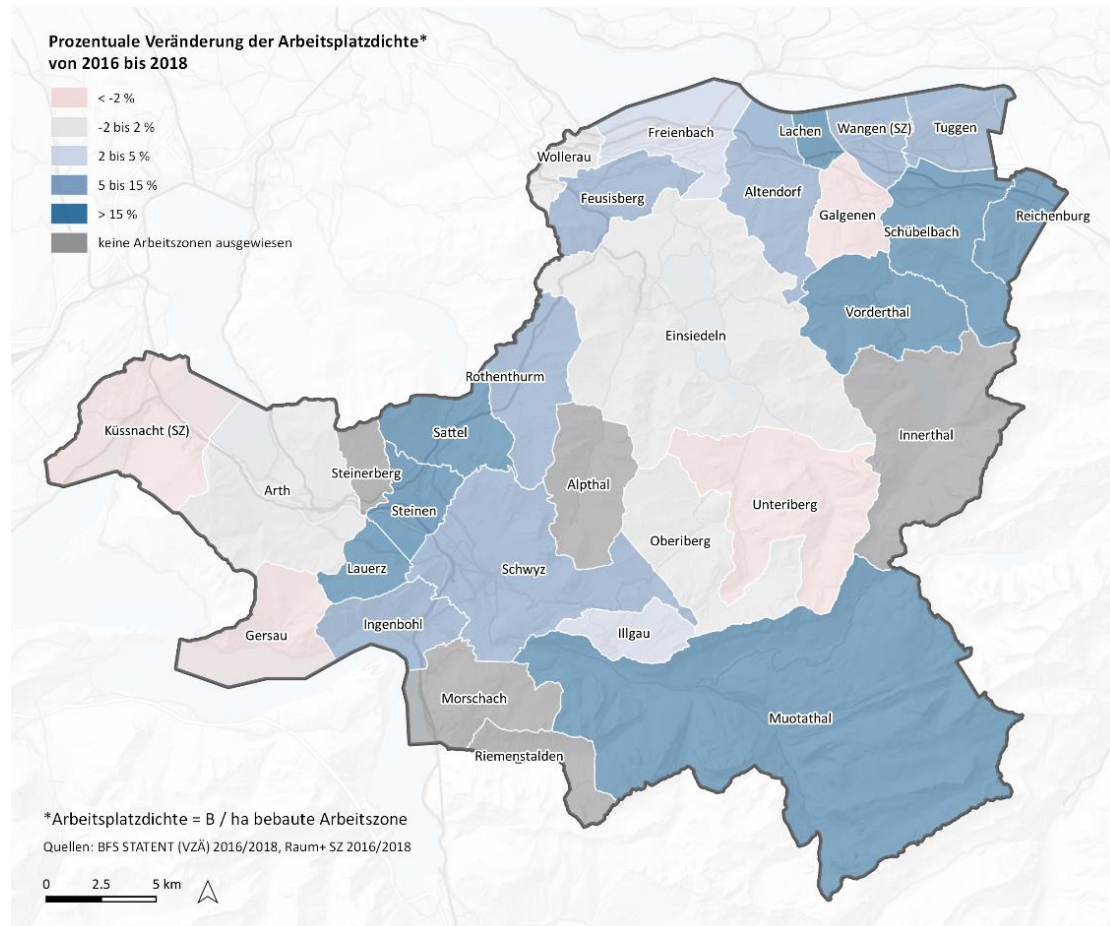 Prozentuale Veränderung der Arbeitsplatzdichte*
von 2016 bis 2018
< -2 %
-2 bis 2 %
2 bis 5 %
5 bis 15 %
> 15 %
keine Arbeitszonen ausgewiesen
Freienbach
Lachen
Wangen (SZ)
Tuggen
Wollerau
Feusisberg
Altendorf
Galgenen
Reichenburg
Schübelbach
Vorderthal
Einsiedeln
Rothenthurm
Küssnacht (SZ)
Sattel
Innerthal
Steinerberg
Alpthal
Arth
Unteriberg
Steinen
Oberiberg
Lauerz
Schwyz
Ingenbohl
Illgau
Gersau
Morschach
Muotathal
Riemenstalden
*Arbeitsplatzdichte = B / ha bebaute Arbeitszone
Quellen: BFS STATENT (VZÄ) 2016/2018, Raum+ SZ 2016/2018
0 2.5 5 km